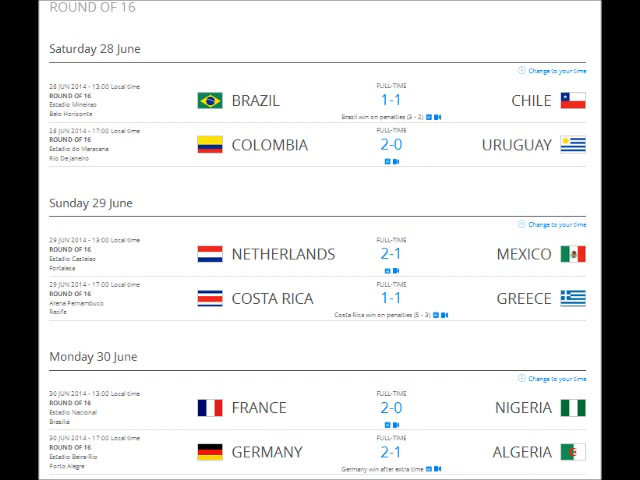 ROUND OF 16
Saturday 28 June
Change to your time
28 JUN 2014 - 13:00 Local time
ROUND OF 16
Estadio Mineirao
Belo Horizonte
BRAZIL
FULL-TIME
1-1
CHILE
Brazil win on penalties (3 - 2)
28 JUN 2014 - 17:00 Local time
ROUND OF 16
Estadio do Maracana
Rio De Janeiro
COLOMBIA
FULL-TIME
2-0
URUGUAY
Sunday 29 June
Change to your time
29 JUN 2014 - 13:00 Local time
ROUND OF 16
Estadio Castelao
Fortaleza
NETHERLANDS
FULL-TIME
2-1
MEXICO
29 JUN 2014 - 17:00 Local time
ROUND OF 16
Arena Pernambuco
Recife
COSTA RICA
FULL-TIME
1-1
GREECE
Costa Rica win on penalties (5 - 3)
Monday 30 June
Change to your time
30 JUN 2014 - 13:00 Local time
ROUND OF 16
Estadio Nacional
Brasilia
FRANCE
FULL-TIME
2-0
NIGERIA
30 JUN 2014 - 17:00 Local time
ROUND OF 16
Estadio Beira-Rio
Porto Alegre
GERMANY
FULL-TIME
2-1
ALGERIA
Germany win after extra time